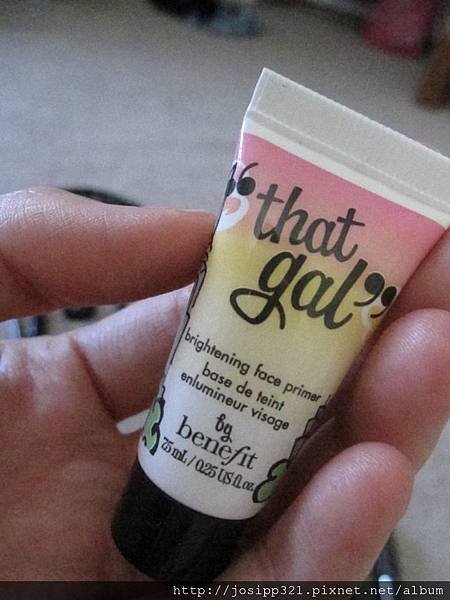 “that
gal”
brightening face primer
base de teint
enlumineur visage
by
benefit
7.5 mL / 0.25 US fl. oz.
http://josipp321.pixnet.net/album